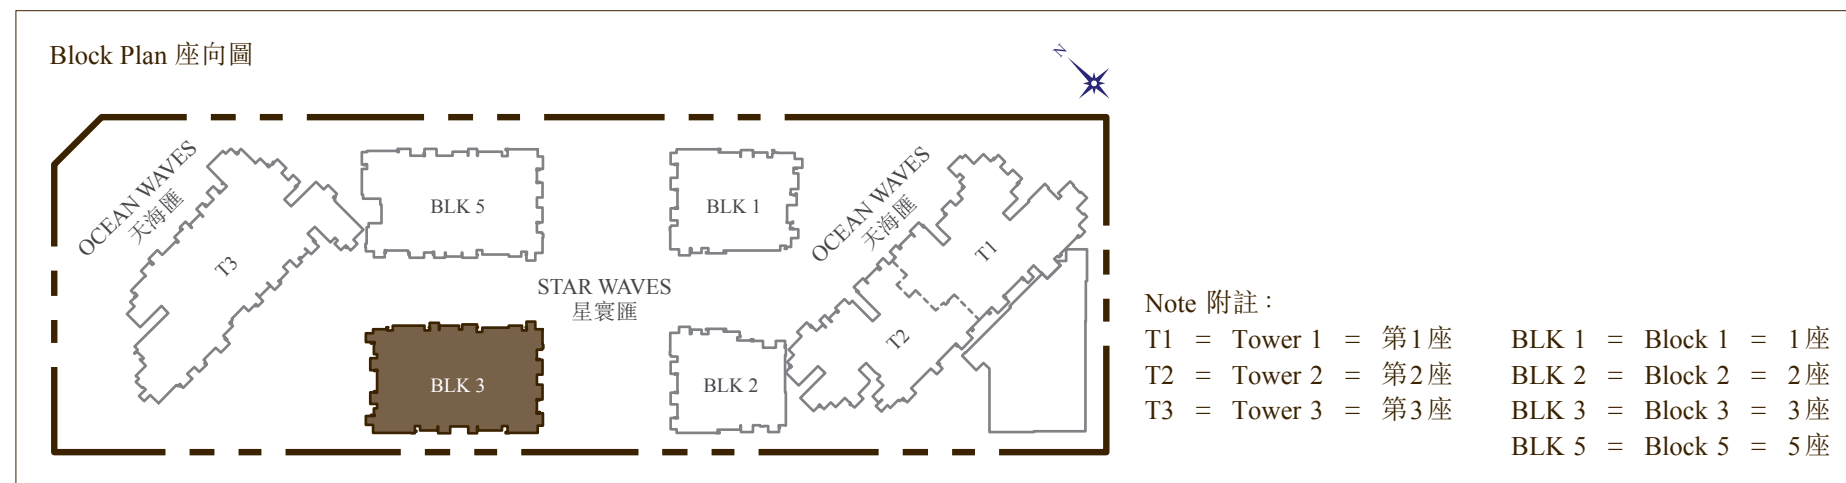 Block Plan 座向圖
N
OCEAN WAVES
天海匯
T3
BLK 5
BLK 1
OCEAN WAVES
天海匯
T1
STAR WAVES
星寰匯
T2
BLK 3
BLK 2
Note 附註：
T1 = Tower 1 = 第1座 BLK 1 = Block 1 = 1座
T2 = Tower 2 = 第2座 BLK 2 = Block 2 = 2座
T3 = Tower 3 = 第3座 BLK 3 = Block 3 = 3座
BLK 5 = Block 5 = 5座